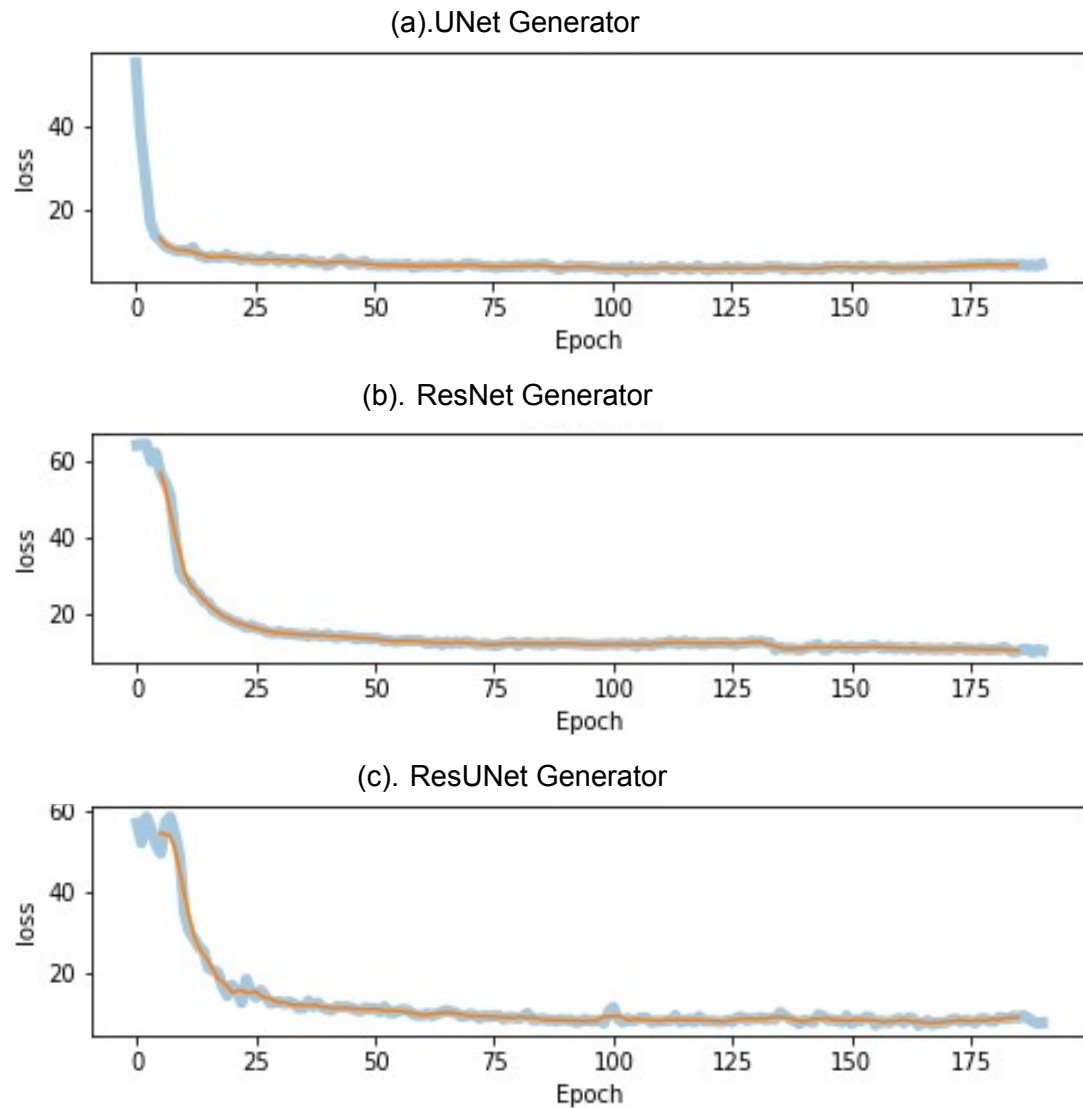 (a).UNet Generator
40
20
loss
0 25 50 75 100 125 150 175
Epoch
(b). ResNet Generator
60
40
20
loss
0 25 50 75 100 125 150 175
Epoch
(c). ResUNet Generator
60
40
20
loss
0 25 50 75 100 125 150 175
Epoch